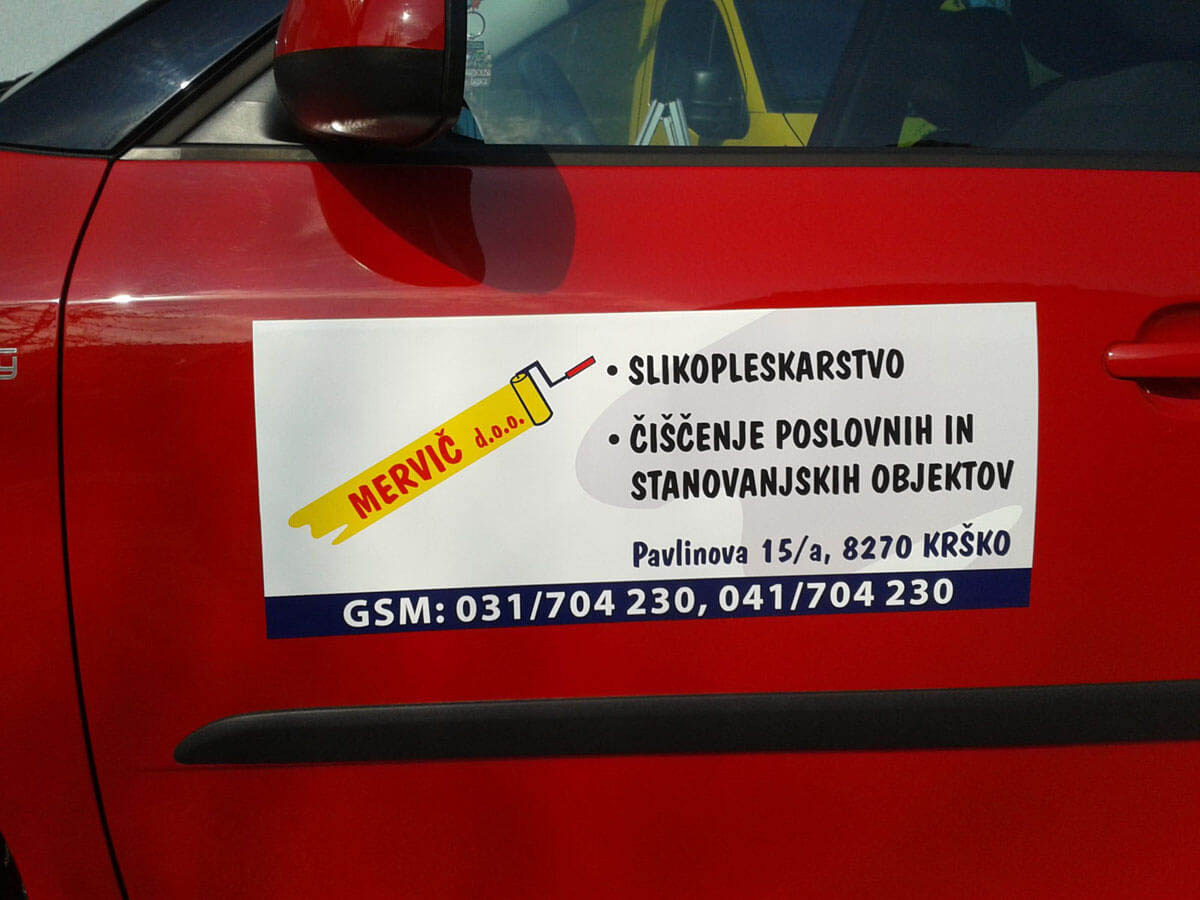 MERVIČ d.o.o.
• SLIKOPLESKARSTVO
• ČIŠČENJE POSLOVNIH IN
STANOVANJSKIH OBJEKTOV
Pavlinova 15/a, 8270 KRŠKO
GSM: 031/704 230, 041/704 230